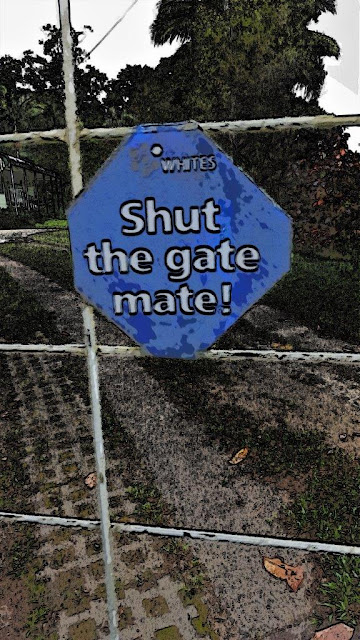 WHITES
Shut
the gate
mate!